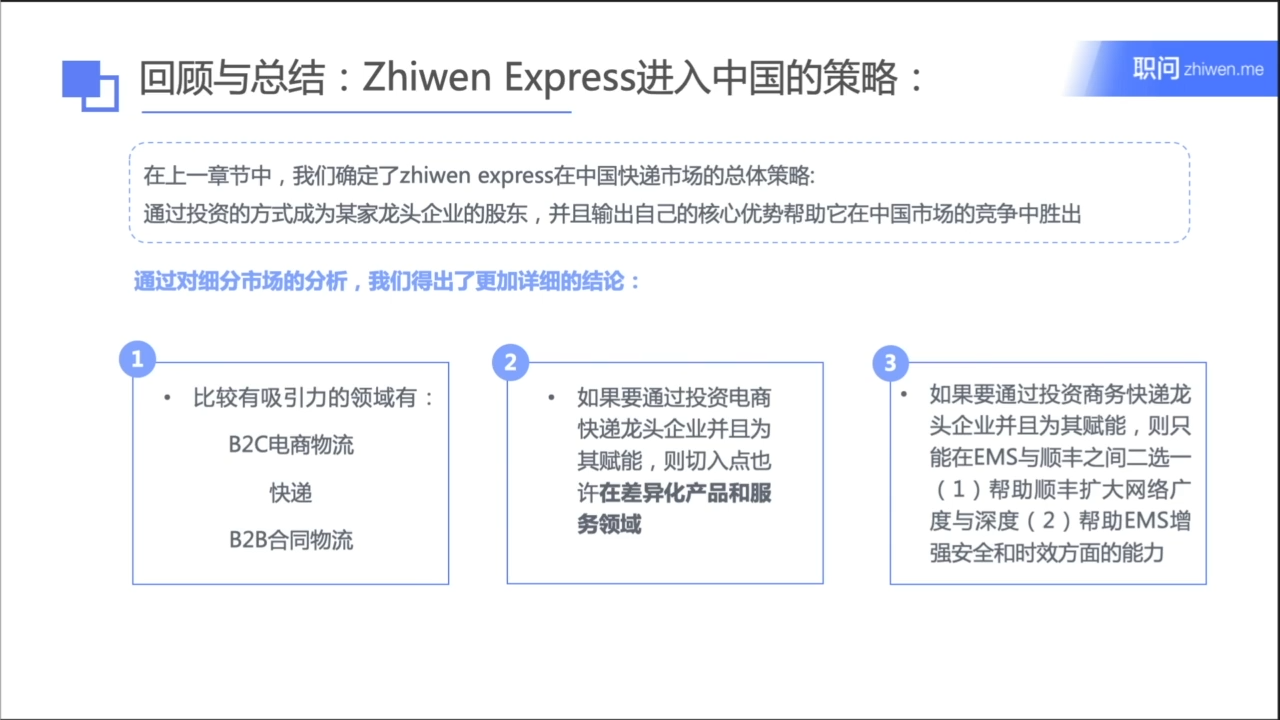 回顾与总结：Zhiwen Express进入中国的策略：
职问 zhiwen.me
在上一章节中，我们确定了zhiwen express在中国快递市场的总体策略:
通过投资的方式成为某家龙头企业的股东，并且输出自己的核心优势帮助它在中国市场的竞争中胜出
通过对细分市场的分析，我们得出了更加详细的结论：
1
• 比较有吸引力的领域有：
B2C电商物流
快递
B2B合同物流
2
• 如果要通过投资电商
快递龙头企业并且为
其赋能，则切入点也
许在差异化产品和服
务领域
3
• 如果要通过投资商务快递龙
头企业并且为其赋能，则只
能在EMS与顺丰之间二选一
（1）帮助顺丰扩大网络广
度与深度（2）帮助EMS增
强安全和时效方面的能力